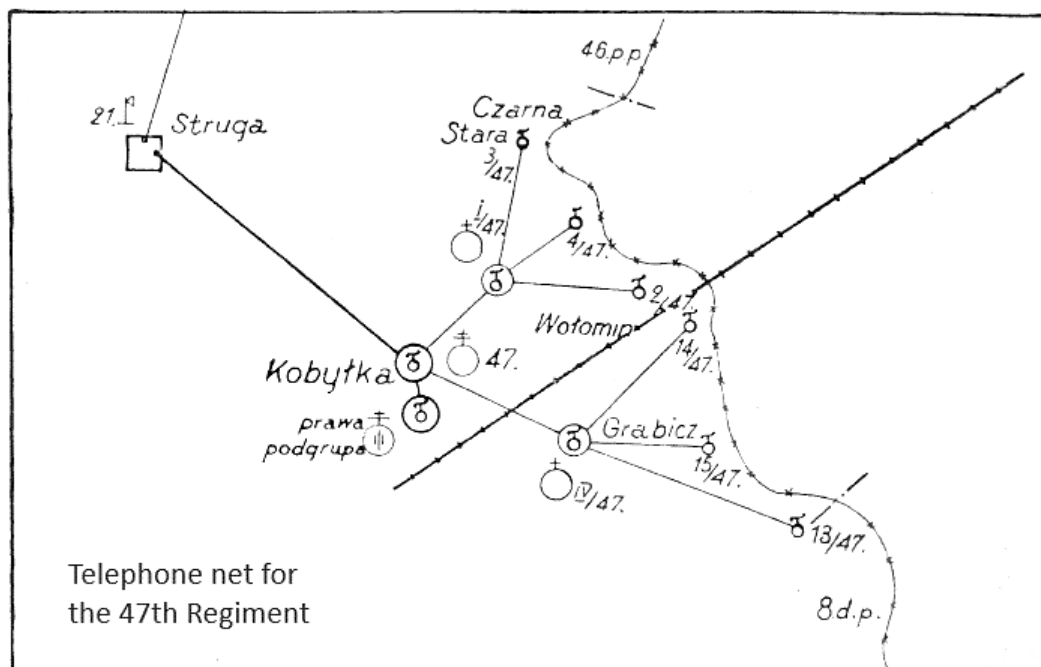 46.p.p
21.
Struga
Czarna
Stara
3/47.
I/47.
4/47.
2/47.
Wołomin
14/47.
47.
Kobyłka
prawa
podgrupa
Grabicz
15/47.
IV/47.
13/47.
8.d.p.
Telephone net for
the 47th Regiment